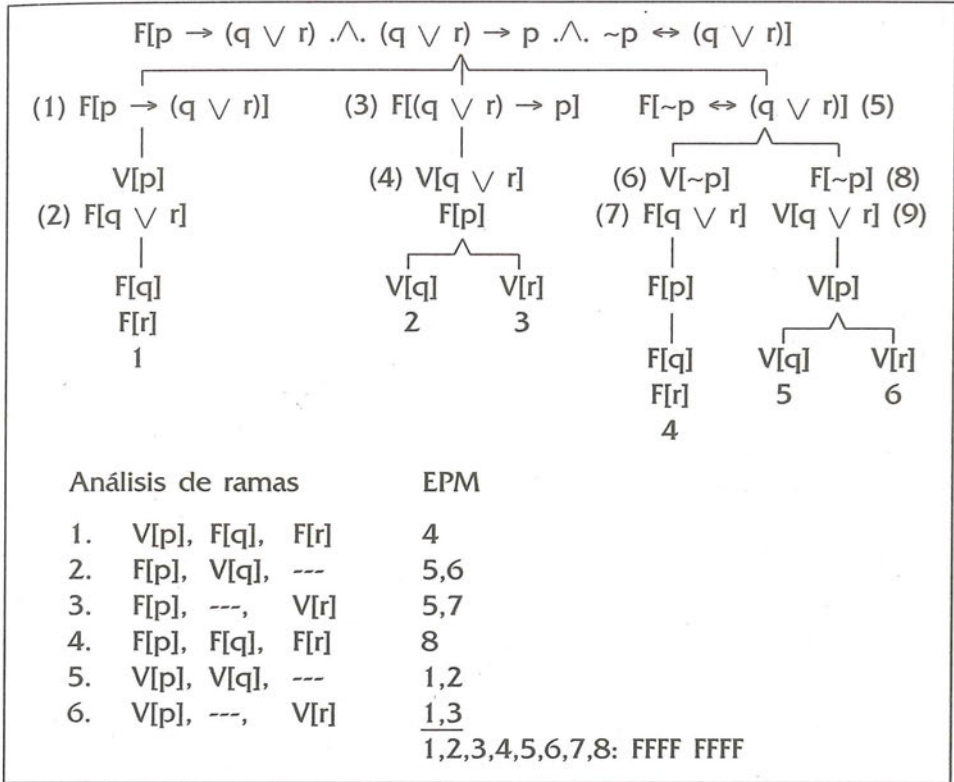 F[p → (q ∨ r) .∧. (q ∨ r) → p .∧. ~p ↔ (q ∨ r)]
(1) F[p → (q ∨ r)] (3) F[(q ∨ r) → p] F[~p ↔ (q ∨ r)] (5)
V[p] (4) V[q ∨ r] (6) V[~p] F[~p] (8)
(2) F[q ∨ r] F[p] (7) F[q ∨ r] V[q ∨ r] (9)
F[q] V[q] V[r] F[p] V[p]
F[r] 2 3
1 F[q] V[q] V[r]
F[r] 5 6
4
Análisis de ramas EPM
1. V[p], F[q], F[r] 4
2. F[p], V[q], --- 5,6
3. F[p], ---, V[r] 5,7
4. F[p], F[q], F[r] 8
5. V[p], V[q], --- 1,2
6. V[p], ---, V[r] 1,3
1,2,3,4,5,6,7,8: FFFF FFFF